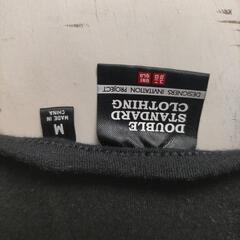 UNI
QLO
DESIGNERS INVITATION PROJECT
DOUBLE
STANDARD
CLOTHING
M
MADE IN
CHINA